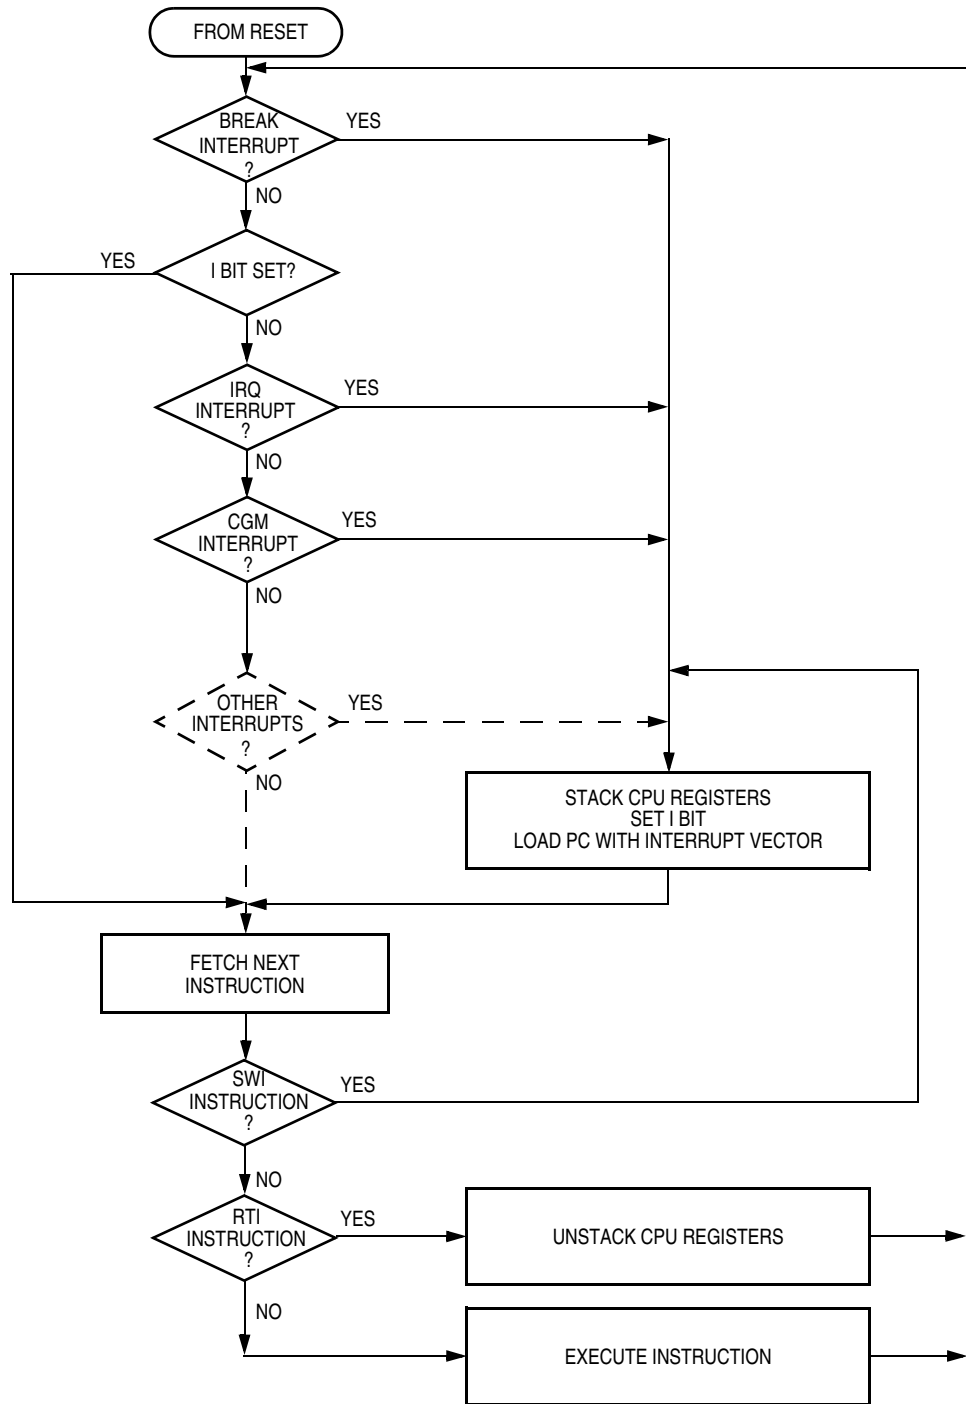 FROM RESET
BREAK
INTERRUPT
?
YES
NO
I BIT SET?
YES
NO
IRQ
INTERRUPT
?
YES
NO
CGM
INTERRUPT
?
YES
NO
OTHER
INTERRUPTS
?
YES
NO
STACK CPU REGISTERS
SET I BIT
LOAD PC WITH INTERRUPT VECTOR
FETCH NEXT
INSTRUCTION
SWI
INSTRUCTION
?
YES
NO
RTI
INSTRUCTION
?
YES
UNSTACK CPU REGISTERS
NO
EXECUTE INSTRUCTION